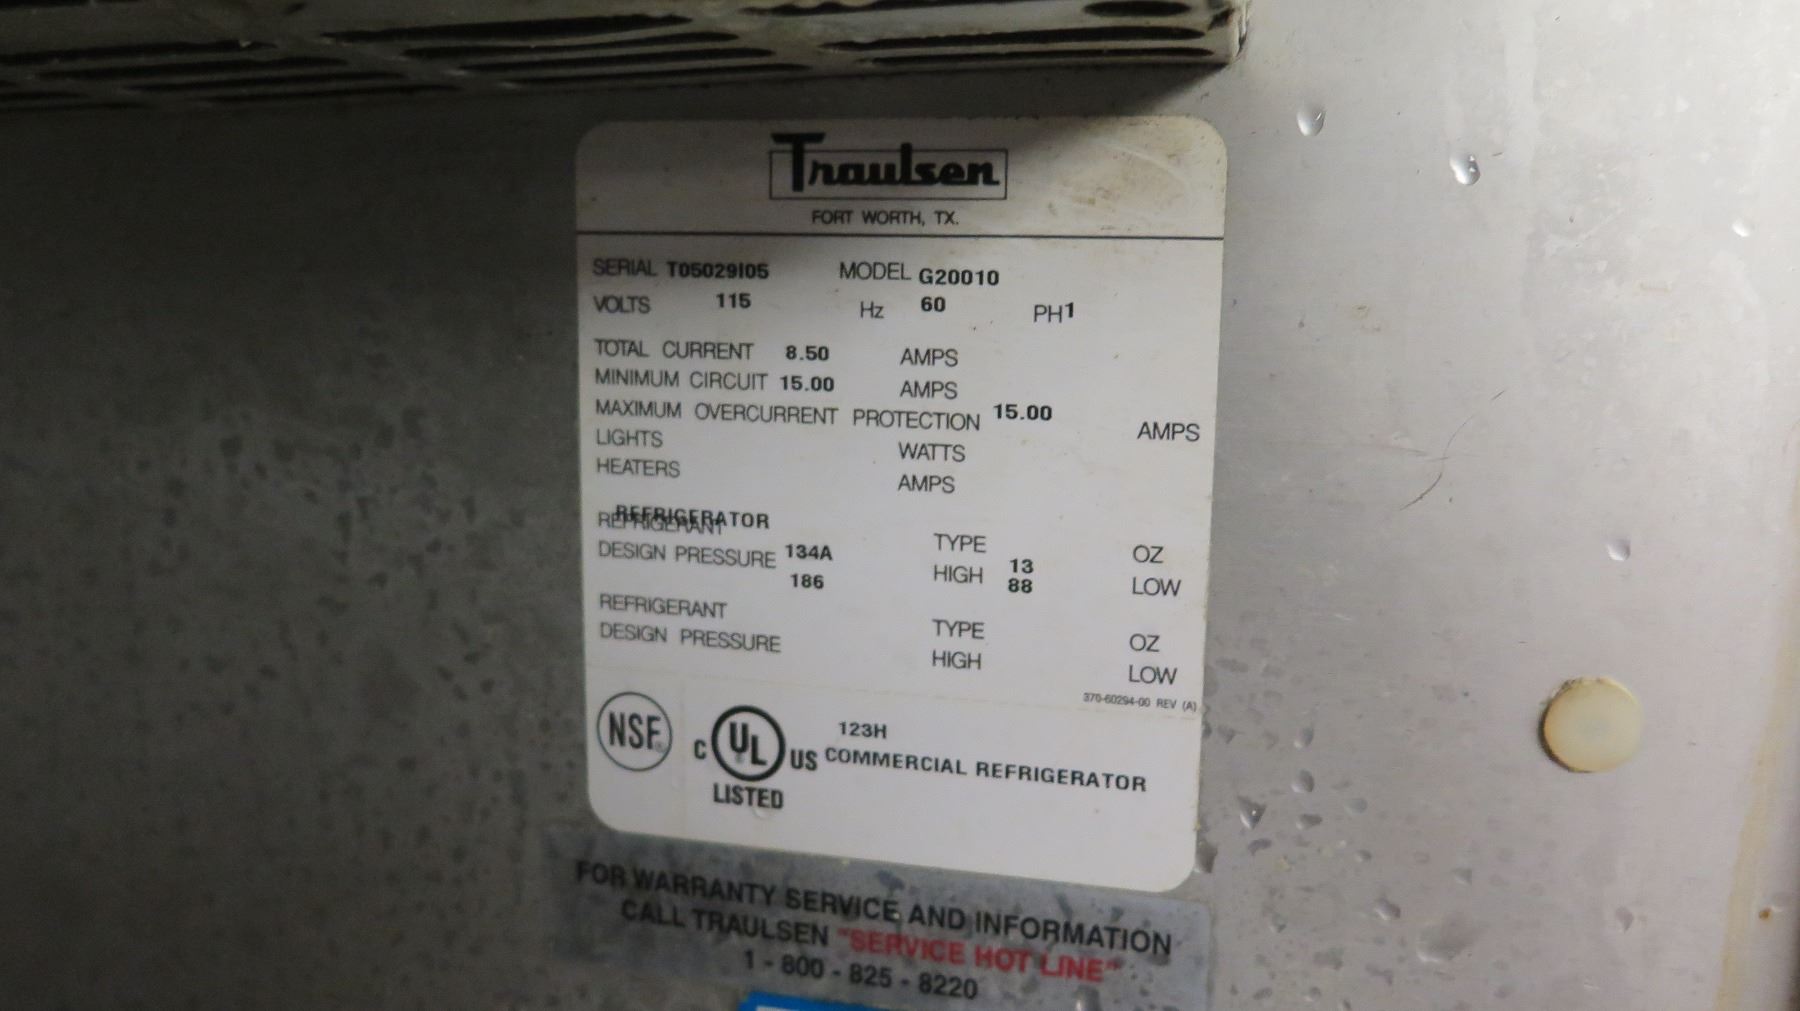 Traulsen
FORT WORTH, TX.
SERIAL T05029I05 MODEL G20010
VOLTS 115 Hz 60 PH 1
TOTAL CURRENT 8.50 AMPS
MINIMUM CIRCUIT 15.00 AMPS
MAXIMUM OVERCURRENT PROTECTION 15.00 AMPS
LIGHTS WATTS
HEATERS AMPS
REFRIGERATOR
REFRIGERANT TYPE OZ
DESIGN PRESSURE 134A HIGH 13 LOW
186 88
REFRIGERANT TYPE OZ
DESIGN PRESSURE HIGH LOW
370-60294-00 REV (A)
NSF®
C UL® US
LISTED
123H
COMMERCIAL REFRIGERATOR
FOR WARRANTY SERVICE AND INFORMATION
CALL TRAULSEN "SERVICE HOT LINE"
1 - 800 - 825 - 8220